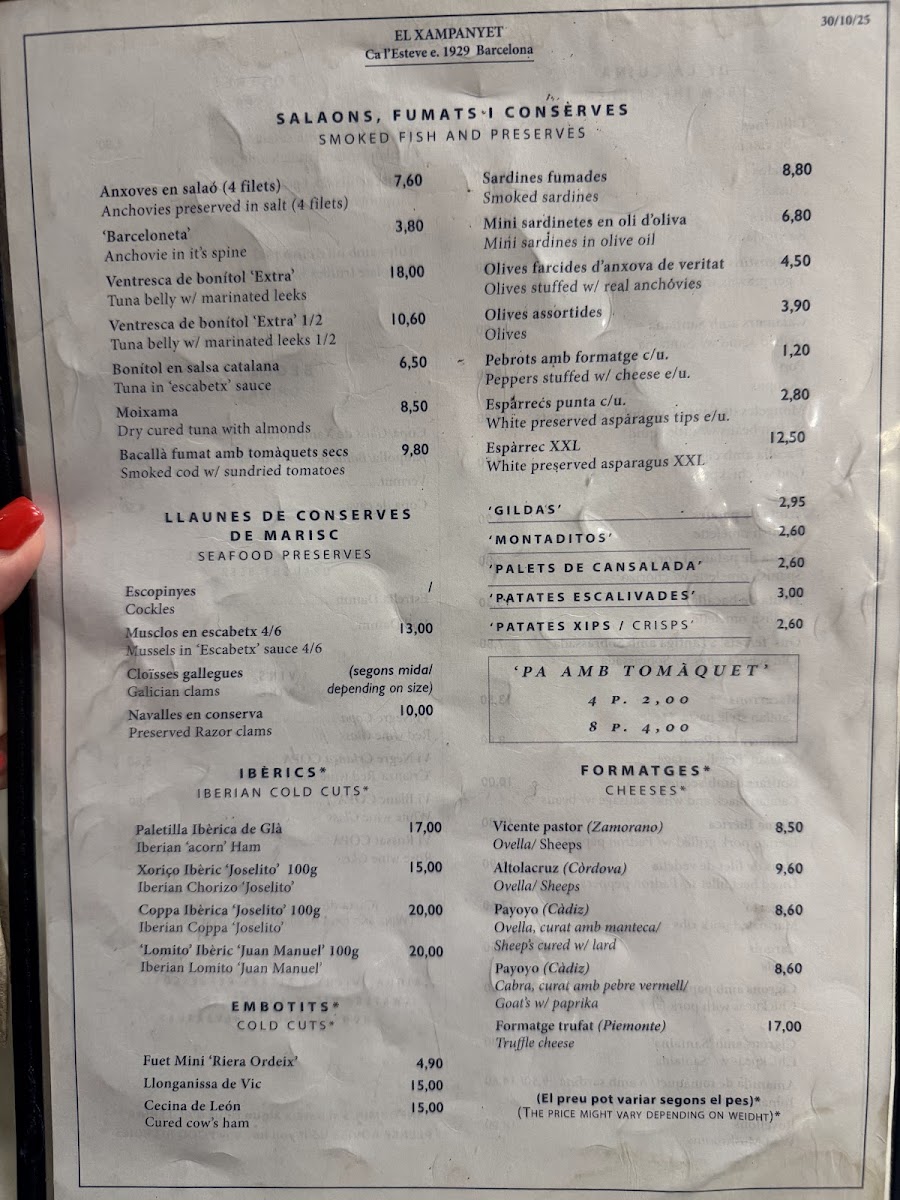 30/10/25
EL XAMPANYET
Ca l'Esteve e. 1929 Barcelona
SALAONS, FUMATS I CONSÈRVES
SMOKED FISH AND PRESERVES
Anxoves en salaó (4 filets) 7,60
Anchovies preserved in salt (4 filets)
'Barceloneta' 3,80
Anchovie in it's spine
Ventresca de bonítol 'Extra' 18,00
Tuna belly w/ marinated leeks
Ventresca de bonítol 'Extra' 1/2 10,60
Tuna belly w/ marinated leeks 1/2
Bonítol en salsa catalana 6,50
Tuna in 'escabetx' sauce
Moixama 8,50
Dry cured tuna with almonds
Bacallà fumat amb tomàquets secs 9,80
Smoked cod w/ sundried tomatoes
LLAUNES DE CONSERVES
DE MARISC
SEAFOOD PRESERVES
Escopinyes /
Cockles
Musclos en escabetx 4/6 13,00
Mussels in 'Escabetx' sauce 4/6
Cloïsses gallegues (segons mida/
Galician clams depending on size)
Navalles en conserva 10,00
Preserved Razor clams
IBÈRICS*
IBERIAN COLD CUTS*
Paletilla Ibèrica de Glà 17,00
Iberian 'acorn' Ham
Xoriço Ibèric 'Joselito' 100g 15,00
Iberian Chorizo 'Joselito'
Coppa Ibèrica 'Joselito' 100g 20,00
Iberian Coppa 'Joselito'
'Lomito' Ibèric 'Juan Manuel' 100g 20,00
Iberian Lomito 'Juan Manuel'
EMBOTITS*
COLD CUTS*
Fuet Mini 'Riera Ordeix' 4,90
Llonganissa de Vic 15,00
Cecina de León 15,00
Cured cow's ham
Sardines fumades 8,80
Smoked sardines
Mini sardinetes en oli d'oliva 6,80
Mini sardines in olive oil
Olives farcides d'anxova de veritat 4,50
Olives stuffed w/ real anchóvies
Olives assortides 3,90
Olives
Pebrots amb formatge c/u. 1,20
Peppers stuffed w/ cheese e/u.
Espàrrecs punta c/u. 2,80
White preserved aspàragus tips e/u.
Espàrrec XXL 12,50
White preserved asparagus XXL
'GILDAS' 2,95
'MONTADITOS' 2,60
'PALETS DE CANSALADA' 2,60
'PATATES ESCALIVADES' 3,00
'PATATES XIPS / CRISPS' 2,60
'PA AMB TOMÀQUET'
4 P. 2,00
8 P. 4,00
FORMATGES*
CHEESES*
Vicente pastor (Zamorano) 8,50
Ovella/ Sheeps
Altolacruz (Còrdova) 9,60
Ovella/ Sheeps
Payoyo (Càdiz) 8,60
Ovella, curat amb manteca/
Sheep's cured w/ lard
Payoyo (Càdiz) 8,60
Cabra, curat amb pebre vermell/
Goat's w/ paprika
Formatge trufat (Piemonte) 17,00
Truffle cheese
(El preu pot variar segons el pes)*
(THE PRICE MIGHT VARY DEPENDING ON WEIDHT)*